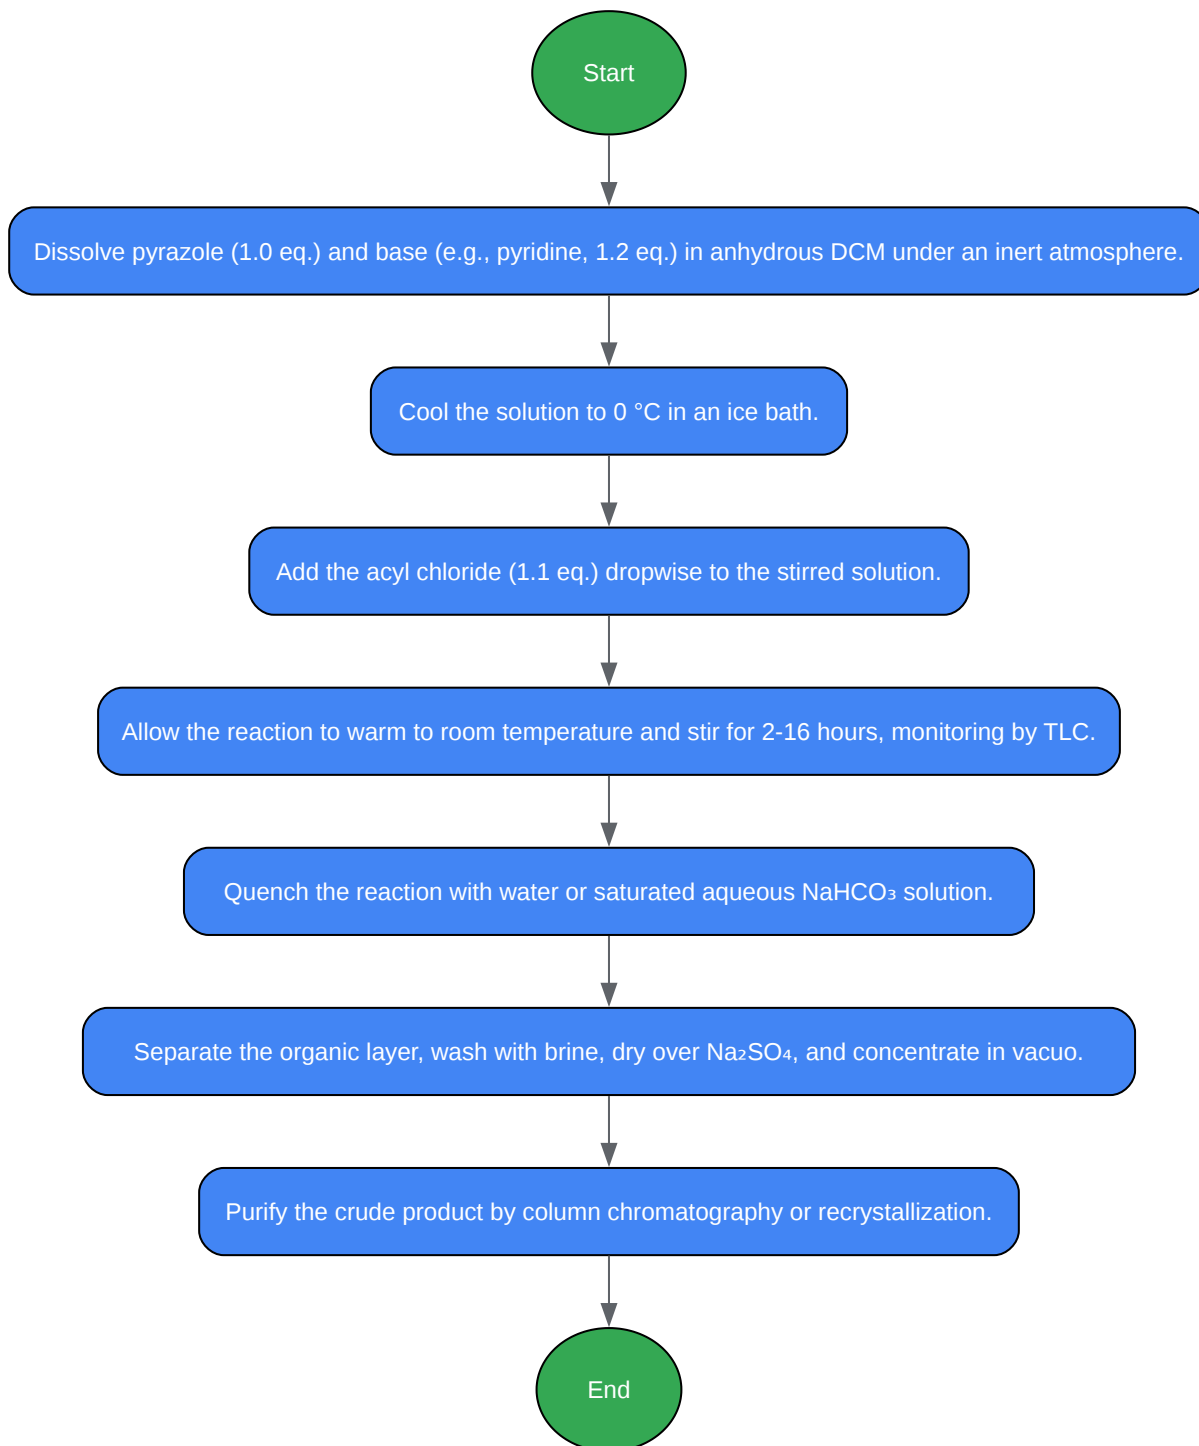 Start
Dissolve pyrazole (1.0 eq.) and base (e.g., pyridine, 1.2 eq.) in anhydrous DCM under an inert atmosphere.
Cool the solution to 0 °C in an ice bath.
Add the acyl chloride (1.1 eq.) dropwise to the stirred solution.
Allow the reaction to warm to room temperature and stir for 2-16 hours, monitoring by TLC.
Quench the reaction with water or saturated aqueous NaHCO₃ solution.
Separate the organic layer, wash with brine, dry over Na₂SO₄, and concentrate in vacuo.
Purify the crude product by column chromatography or recrystallization.
End